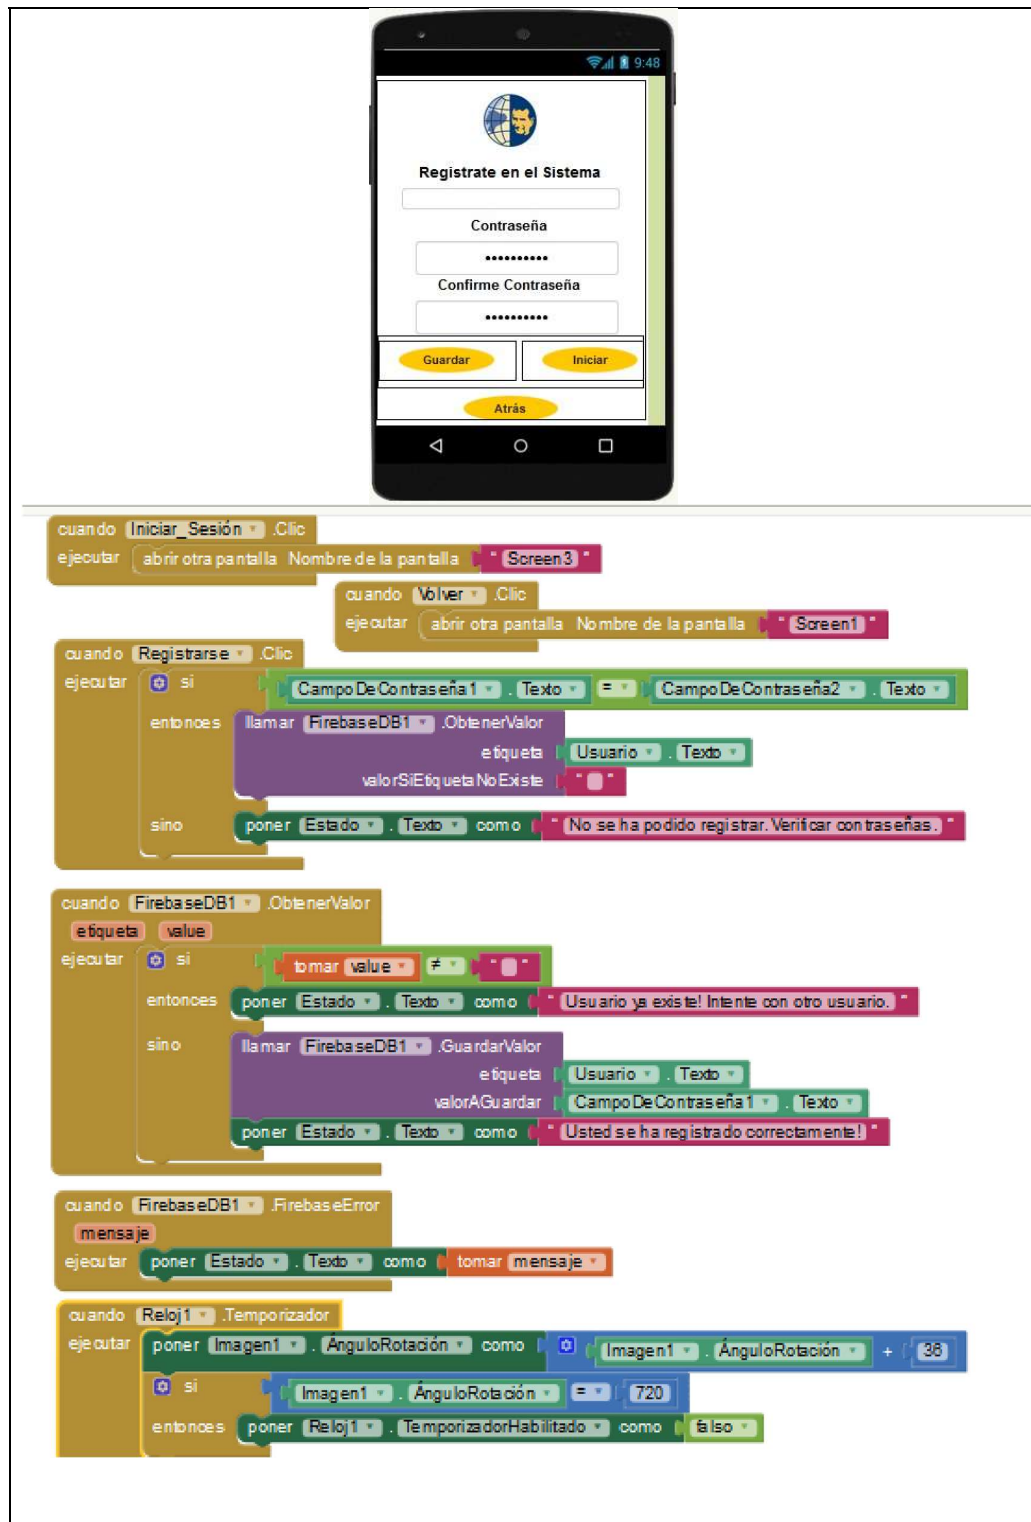 9:48
Registrate en el Sistema
Contraseña
••••••••••
Confirme Contraseña
••••••••••
Guardar Iniciar
Atrás
cuando Iniciar_Sesión .Clic
ejecutar abrir otra pantalla Nombre de la pantalla " Screen3 "
cuando Volver .Clic
ejecutar abrir otra pantalla Nombre de la pantalla " Screen1 "
cuando Registrarse .Clic
ejecutar si CampoDeContraseña1 . Texto = CampoDeContraseña2 . Texto
entonces llamar FirebaseDB1 .ObtenerValor
etiqueta Usuario . Texto
valorSiEtiquetaNoExiste " "
sino poner Estado . Texto como " No se ha podido registrar. Verificar contraseñas. "
cuando FirebaseDB1 .ObtenerValor
etiqueta value
ejecutar si tomar value ≠ " "
entonces poner Estado . Texto como " Usuario ya existe! Intente con otro usuario. "
sino llamar FirebaseDB1 .GuardarValor
etiqueta Usuario . Texto
valorAGuardar CampoDeContraseña1 . Texto
poner Estado . Texto como " Usted se ha registrado correctamente! "
cuando FirebaseDB1 .FirebaseError
mensaje
ejecutar poner Estado . Texto como tomar mensaje
cuando Reloj1 .Temporizador
ejecutar poner Imagen1 . ÁnguloRotación como Imagen1 . ÁnguloRotación + 36
si Imagen1 . ÁnguloRotación = 720
entonces poner Reloj1 . TemporizadorHabilitado como falso